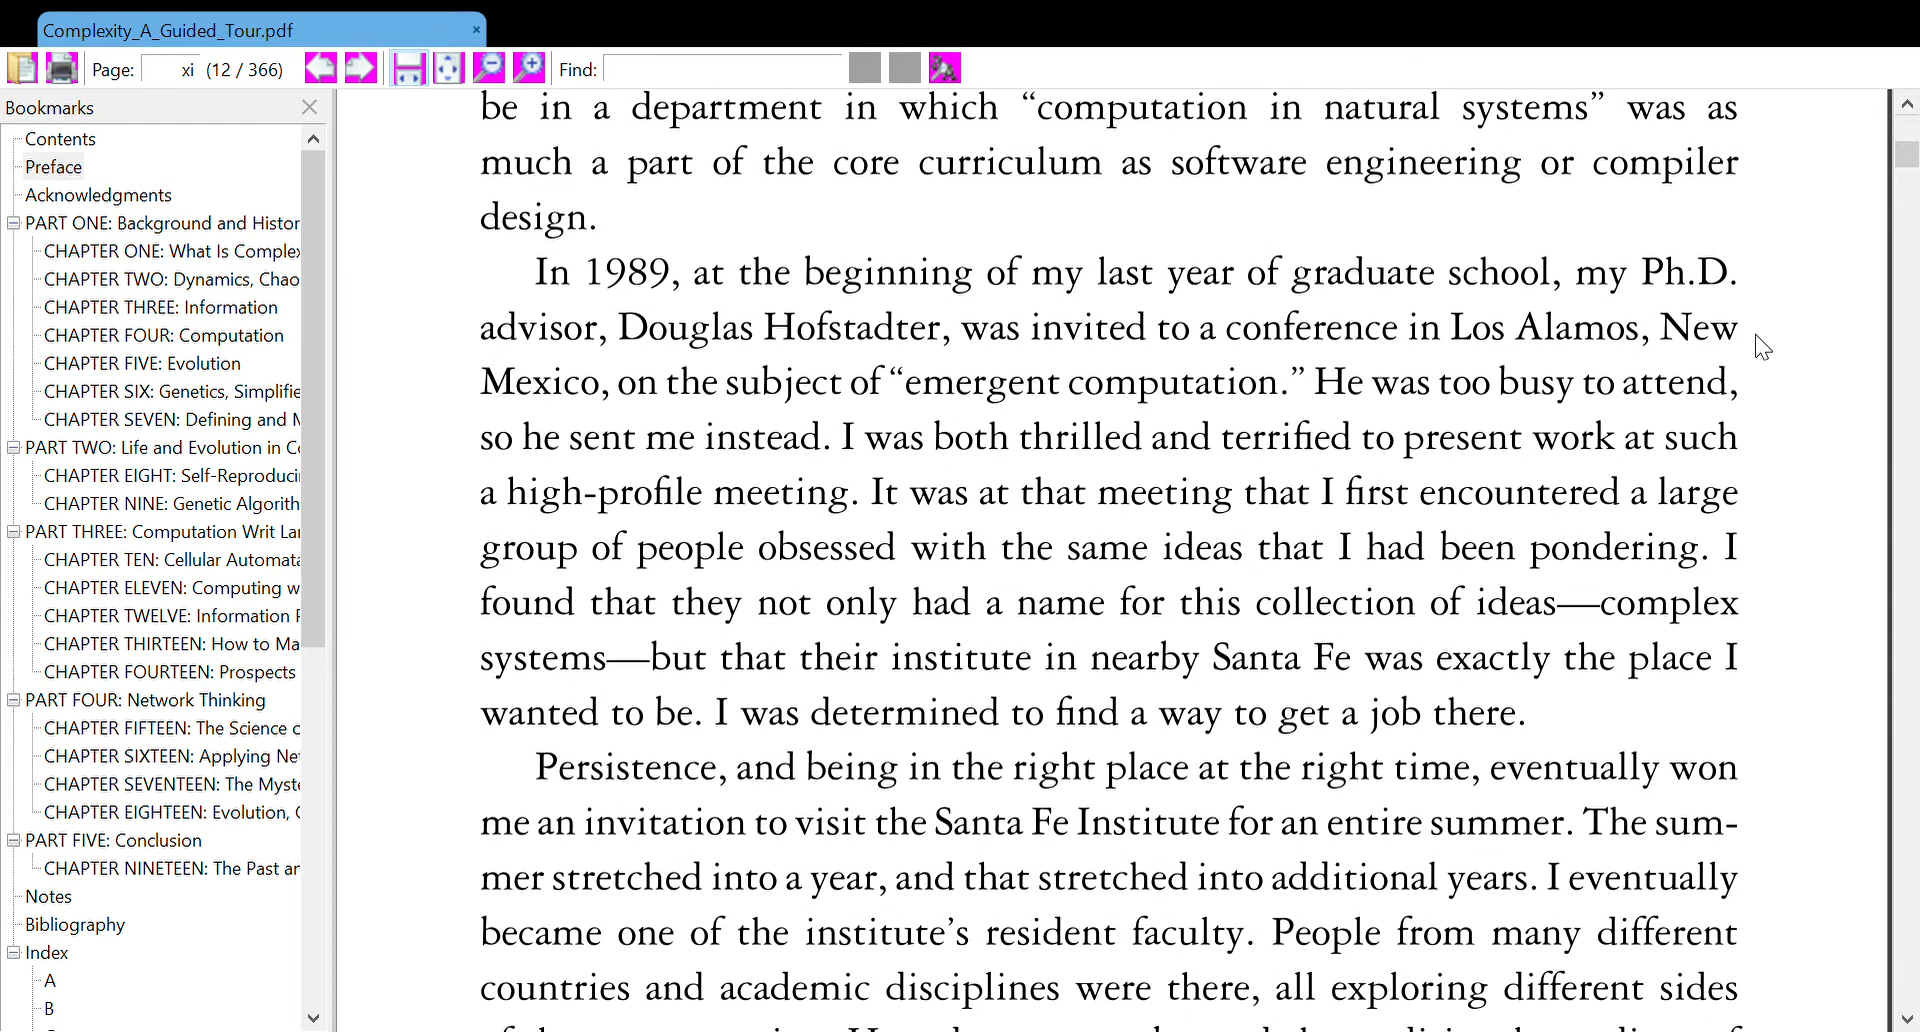 Complexity_A_Guided_Tour.pdf
Page: xi (12 / 366) Find:
Bookmarks
Contents
Preface
Acknowledgments
PART ONE: Background and Histor
CHAPTER ONE: What Is Complex
CHAPTER TWO: Dynamics, Chao
CHAPTER THREE: Information
CHAPTER FOUR: Computation
CHAPTER FIVE: Evolution
CHAPTER SIX: Genetics, Simplifie
CHAPTER SEVEN: Defining and M
PART TWO: Life and Evolution in Co
CHAPTER EIGHT: Self-Reproduci
CHAPTER NINE: Genetic Algorith
PART THREE: Computation Writ Lar
CHAPTER TEN: Cellular Automata
CHAPTER ELEVEN: Computing w
CHAPTER TWELVE: Information P
CHAPTER THIRTEEN: How to Ma
CHAPTER FOURTEEN: Prospects
PART FOUR: Network Thinking
CHAPTER FIFTEEN: The Science o
CHAPTER SIXTEEN: Applying Net
CHAPTER SEVENTEEN: The Myste
CHAPTER EIGHTEEN: Evolution, C
PART FIVE: Conclusion
CHAPTER NINETEEN: The Past an
Notes
Bibliography
Index
A
B
be in a department in which “computation in natural systems” was as
much a part of the core curriculum as software engineering or compiler
design.
In 1989, at the beginning of my last year of graduate school, my Ph.D.
advisor, Douglas Hofstadter, was invited to a conference in Los Alamos, New
Mexico, on the subject of “emergent computation.” He was too busy to attend,
so he sent me instead. I was both thrilled and terrified to present work at such
a high-profile meeting. It was at that meeting that I first encountered a large
group of people obsessed with the same ideas that I had been pondering. I
found that they not only had a name for this collection of ideas—complex
systems—but that their institute in nearby Santa Fe was exactly the place I
wanted to be. I was determined to find a way to get a job there.
Persistence, and being in the right place at the right time, eventually won
me an invitation to visit the Santa Fe Institute for an entire summer. The sum-
mer stretched into a year, and that stretched into additional years. I eventually
became one of the institute’s resident faculty. People from many different
countries and academic disciplines were there, all exploring different sides